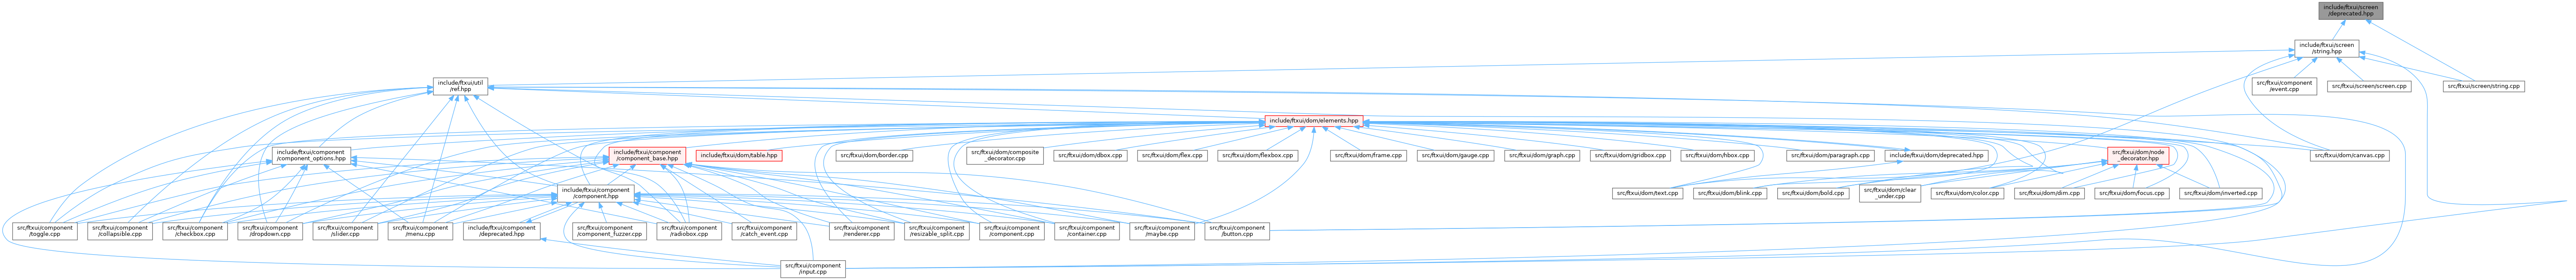 include/ftxui/screen
/deprecated.hpp
include/ftxui/screen
/string.hpp
include/ftxui/util
/ref.hpp
src/ftxui/component
/event.cpp
src/ftxui/screen/screen.cpp
src/ftxui/screen/string.cpp
include/ftxui/dom/elements.hpp
include/ftxui/component
/component_options.hpp
include/ftxui/component
/component_base.hpp
include/ftxui/dom/table.hpp
src/ftxui/dom/border.cpp
src/ftxui/dom/composite
_decorator.cpp
src/ftxui/dom/dbox.cpp
src/ftxui/dom/flex.cpp
src/ftxui/dom/flexbox.cpp
src/ftxui/dom/frame.cpp
src/ftxui/dom/gauge.cpp
src/ftxui/dom/graph.cpp
src/ftxui/dom/gridbox.cpp
src/ftxui/dom/hbox.cpp
src/ftxui/dom/paragraph.cpp
include/ftxui/dom/deprecated.hpp
src/ftxui/dom/node
_decorator.hpp
src/ftxui/dom/canvas.cpp
include/ftxui/component
/component.hpp
src/ftxui/dom/text.cpp
src/ftxui/dom/blink.cpp
src/ftxui/dom/bold.cpp
src/ftxui/dom/clear
_under.cpp
src/ftxui/dom/color.cpp
src/ftxui/dom/dim.cpp
src/ftxui/dom/focus.cpp
src/ftxui/dom/inverted.cpp
src/ftxui/component
/toggle.cpp
src/ftxui/component
/collapsible.cpp
src/ftxui/component
/checkbox.cpp
src/ftxui/component
/dropdown.cpp
src/ftxui/component
/slider.cpp
src/ftxui/component
/menu.cpp
include/ftxui/component
/deprecated.hpp
src/ftxui/component
/component_fuzzer.cpp
src/ftxui/component
/radiobox.cpp
src/ftxui/component
/catch_event.cpp
src/ftxui/component
/renderer.cpp
src/ftxui/component
/resizable_split.cpp
src/ftxui/component
/component.cpp
src/ftxui/component
/container.cpp
src/ftxui/component
/maybe.cpp
src/ftxui/component
/button.cpp
src/ftxui/component
/input.cpp